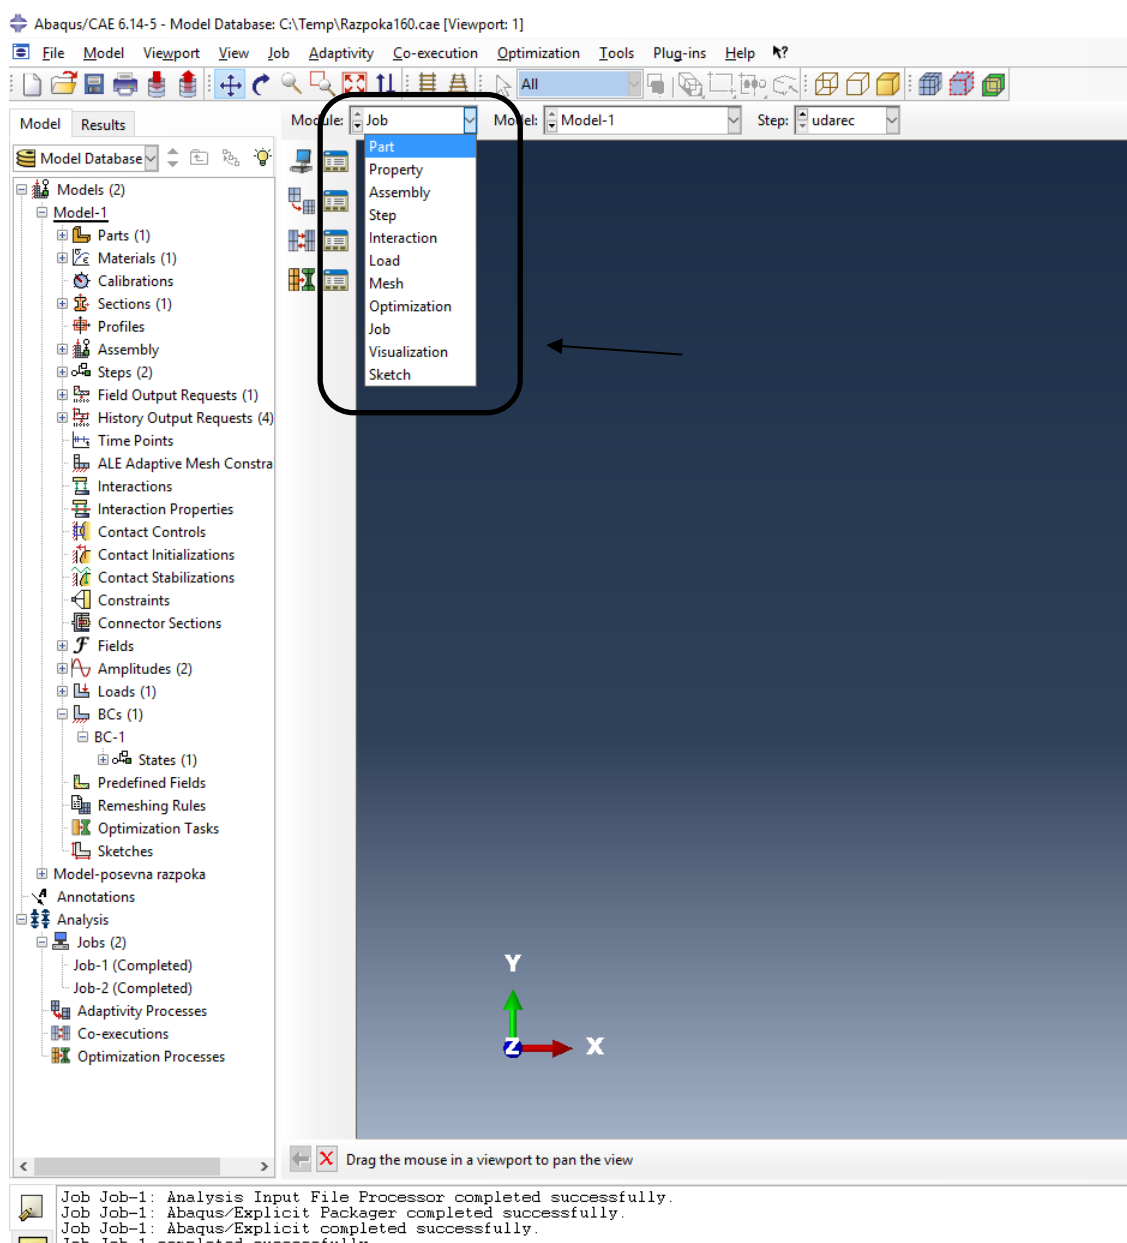 Abaqus/CAE 6.14-5 - Model Database: C:\Temp\Razpoka160.cae [Viewport: 1]
File Model Viewport View Job Adaptivity Co-execution Optimization Tools Plug-ins Help
All
Model Results
Module: Job Model: Model-1 Step: udarec
Part
Property
Assembly
Step
Interaction
Load
Mesh
Optimization
Job
Visualization
Sketch
Model Database
Models (2)
Model-1
Parts (1)
Materials (1)
Calibrations
Sections (1)
Profiles
Assembly
Steps (2)
Field Output Requests (1)
History Output Requests (4)
Time Points
ALE Adaptive Mesh Constra
Interactions
Interaction Properties
Contact Controls
Contact Initializations
Contact Stabilizations
Constraints
Connector Sections
Fields
Amplitudes (2)
Loads (1)
BCs (1)
BC-1
States (1)
Predefined Fields
Remeshing Rules
Optimization Tasks
Sketches
Model-posevna razpoka
Annotations
Analysis
Jobs (2)
Job-1 (Completed)
Job-2 (Completed)
Adaptivity Processes
Co-executions
Optimization Processes
Y
Z X
Drag the mouse in a viewport to pan the view
Job Job-1: Analysis Input File Processor completed successfully.
Job Job-1: Abaqus/Explicit Packager completed successfully.
Job Job-1: Abaqus/Explicit completed successfully.
Job Job-1 completed successfully.